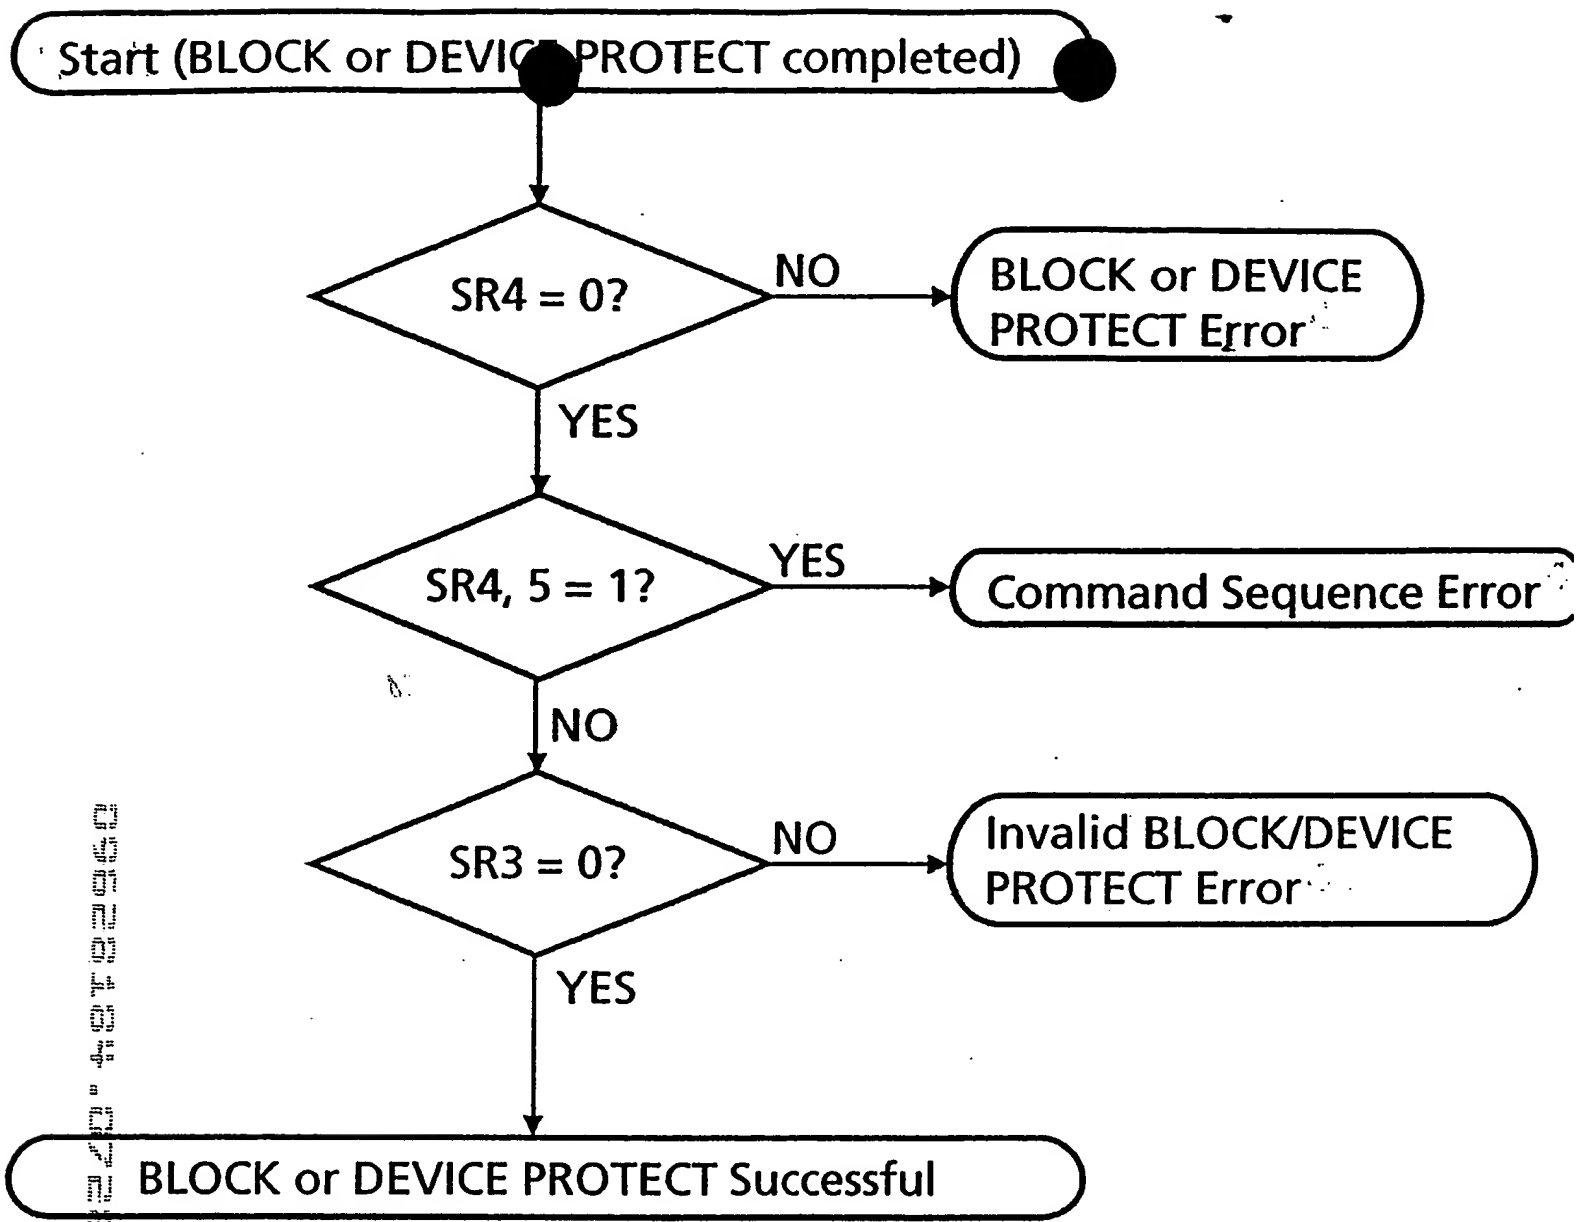 Start (BLOCK or DEVICE PROTECT completed)
SR4 = 0?
NO
BLOCK or DEVICE
PROTECT Error
YES
SR4, 5 = 1?
YES
Command Sequence Error
NO
SR3 = 0?
NO
Invalid BLOCK/DEVICE
PROTECT Error
YES
BLOCK or DEVICE PROTECT Successful